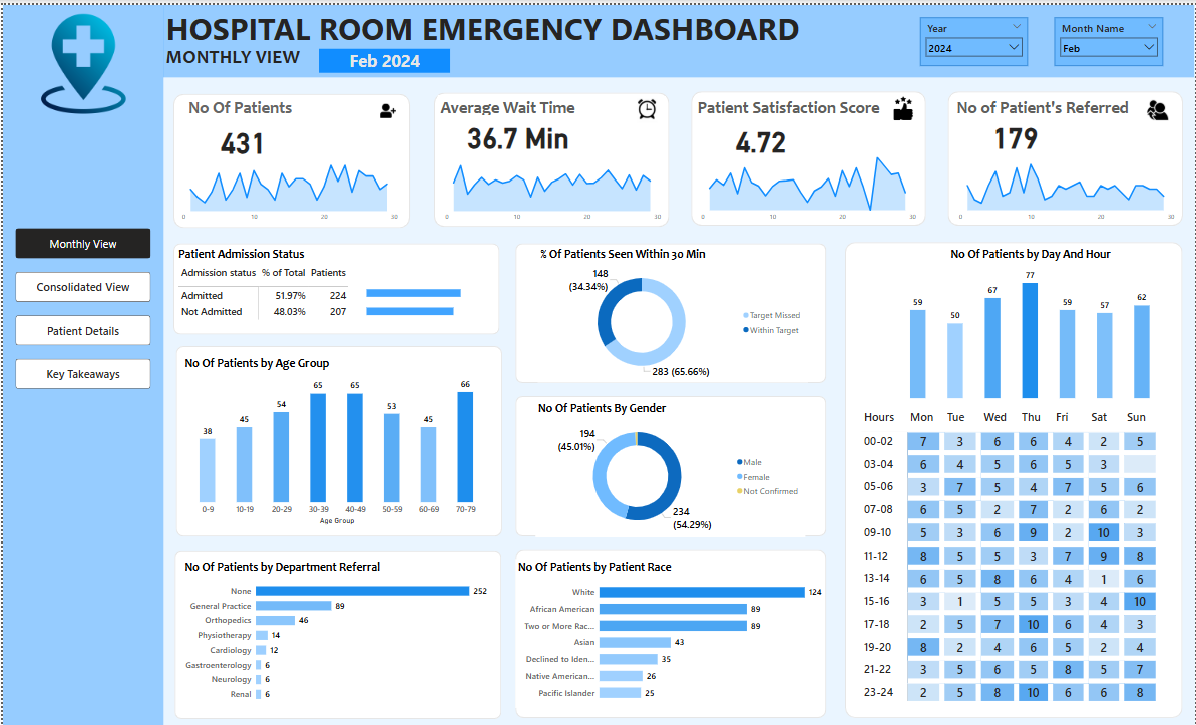 HOSPITAL ROOM EMERGENCY DASHBOARD
MONTHLY VIEW
Feb 2024
Year
2024
Month Name
Feb
No Of Patients
431
0 10 20 30
Average Wait Time
36.7 Min
0 10 20 30
Patient Satisfaction Score
4.72
0 10 20 30
No of Patient's Referred
179
0 10 20 30
Monthly View
Consolidated View
Patient Details
Key Takeaways
Patient Admission Status
Admission status % of Total Patients
Admitted 51.97% 224
Not Admitted 48.03% 207
% Of Patients Seen Within 30 Min
148
(34.34%)
283 (65.66%)
Target Missed
Within Target
No Of Patients by Age Group
38 45 54 65 65 53 45 66
0-9 10-19 20-29 30-39 40-49 50-59 60-69 70-79
Age Group
No Of Patients By Gender
194
(45.01%)
234
(54.29%)
Male
Female
Not Confirmed
No Of Patients by Department Referral
None 252
General Practice 89
Orthopedics 46
Physiotherapy 14
Cardiology 12
Gastroenterology 6
Neurology 6
Renal 6
No Of Patients by Patient Race
White 124
African American 89
Two or More Rac... 89
Asian 43
Declined to Iden... 35
Native American... 26
Pacific Islander 25
No Of Patients by Day And Hour
59 50 67 77 59 57 62
Hours Mon Tue Wed Thu Fri Sat Sun
00-02 7 3 6 6 4 2 5
03-04 6 4 5 6 5 3
05-06 3 7 5 4 7 5 6
07-08 6 5 2 7 2 6 2
09-10 5 3 6 9 2 10 3
11-12 8 5 5 3 7 9 8
13-14 6 5 8 6 4 1 6
15-16 3 1 5 5 3 4 10
17-18 2 5 7 10 6 4 3
19-20 8 2 4 6 5 2 4
21-22 3 5 6 5 8 5 7
23-24 2 5 8 10 6 6 8